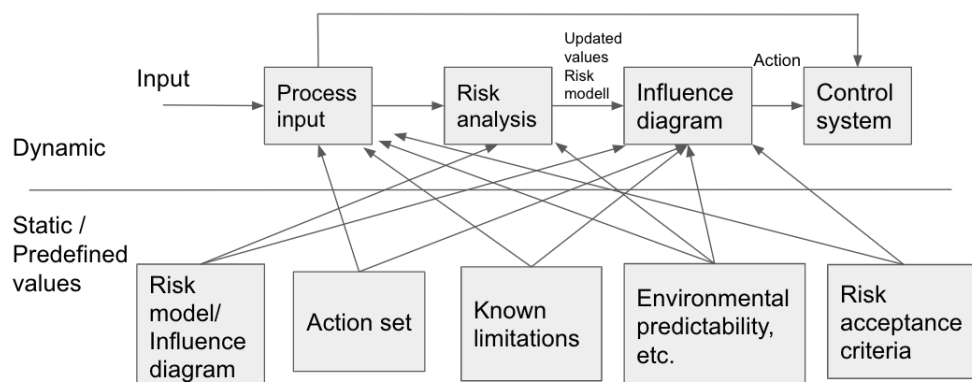 Updated
values
Risk
modell
Action
Input
Process
input
Risk
analysis
Influence
diagram
Control
system
Dynamic
Static /
Predefined
values
Risk
model/
Influence
diagram
Action set
Known
limitations
Environmental
predictability,
etc.
Risk
acceptance
criteria